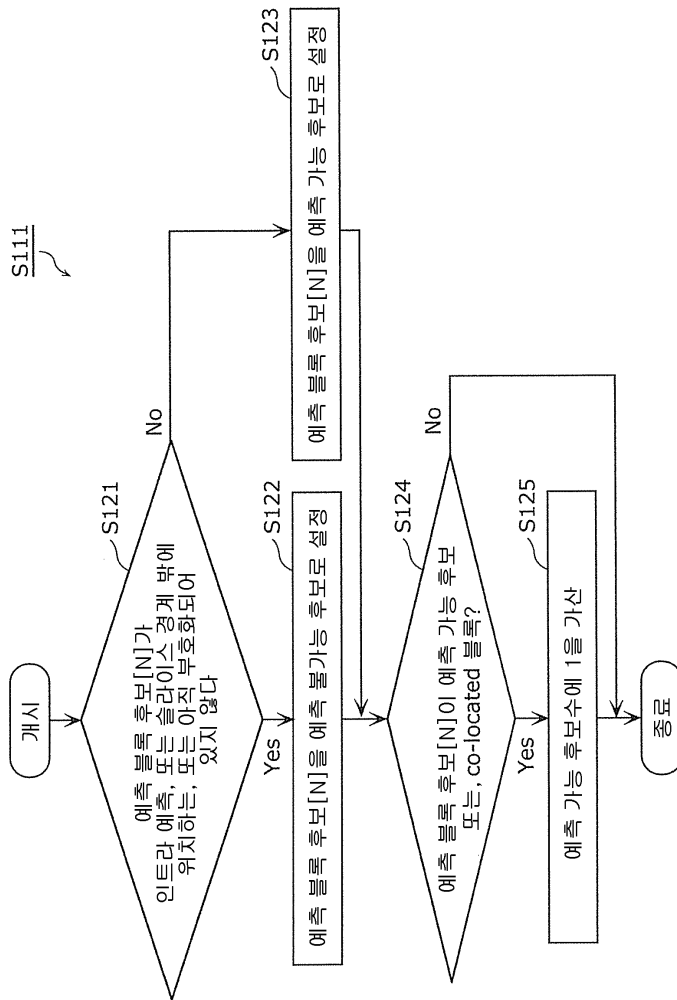 S111
개시
S121
예측 블록 후보[N]가
인트라 예측, 또는 슬라이스 경계 밖에
위치하는, 또는 아직 부호화되어
있지 않다
No
Yes
S122
예측 블록 후보[N]을 예측 불가능 후보로 설정
S123
예측 블록 후보[N]을 예측 가능 후보로 설정
S124
예측 블록 후보[N]이 예측 가능 후보
또는, co-located 블록?
No
Yes
S125
예측 가능 후보수에 1을 가산
종료